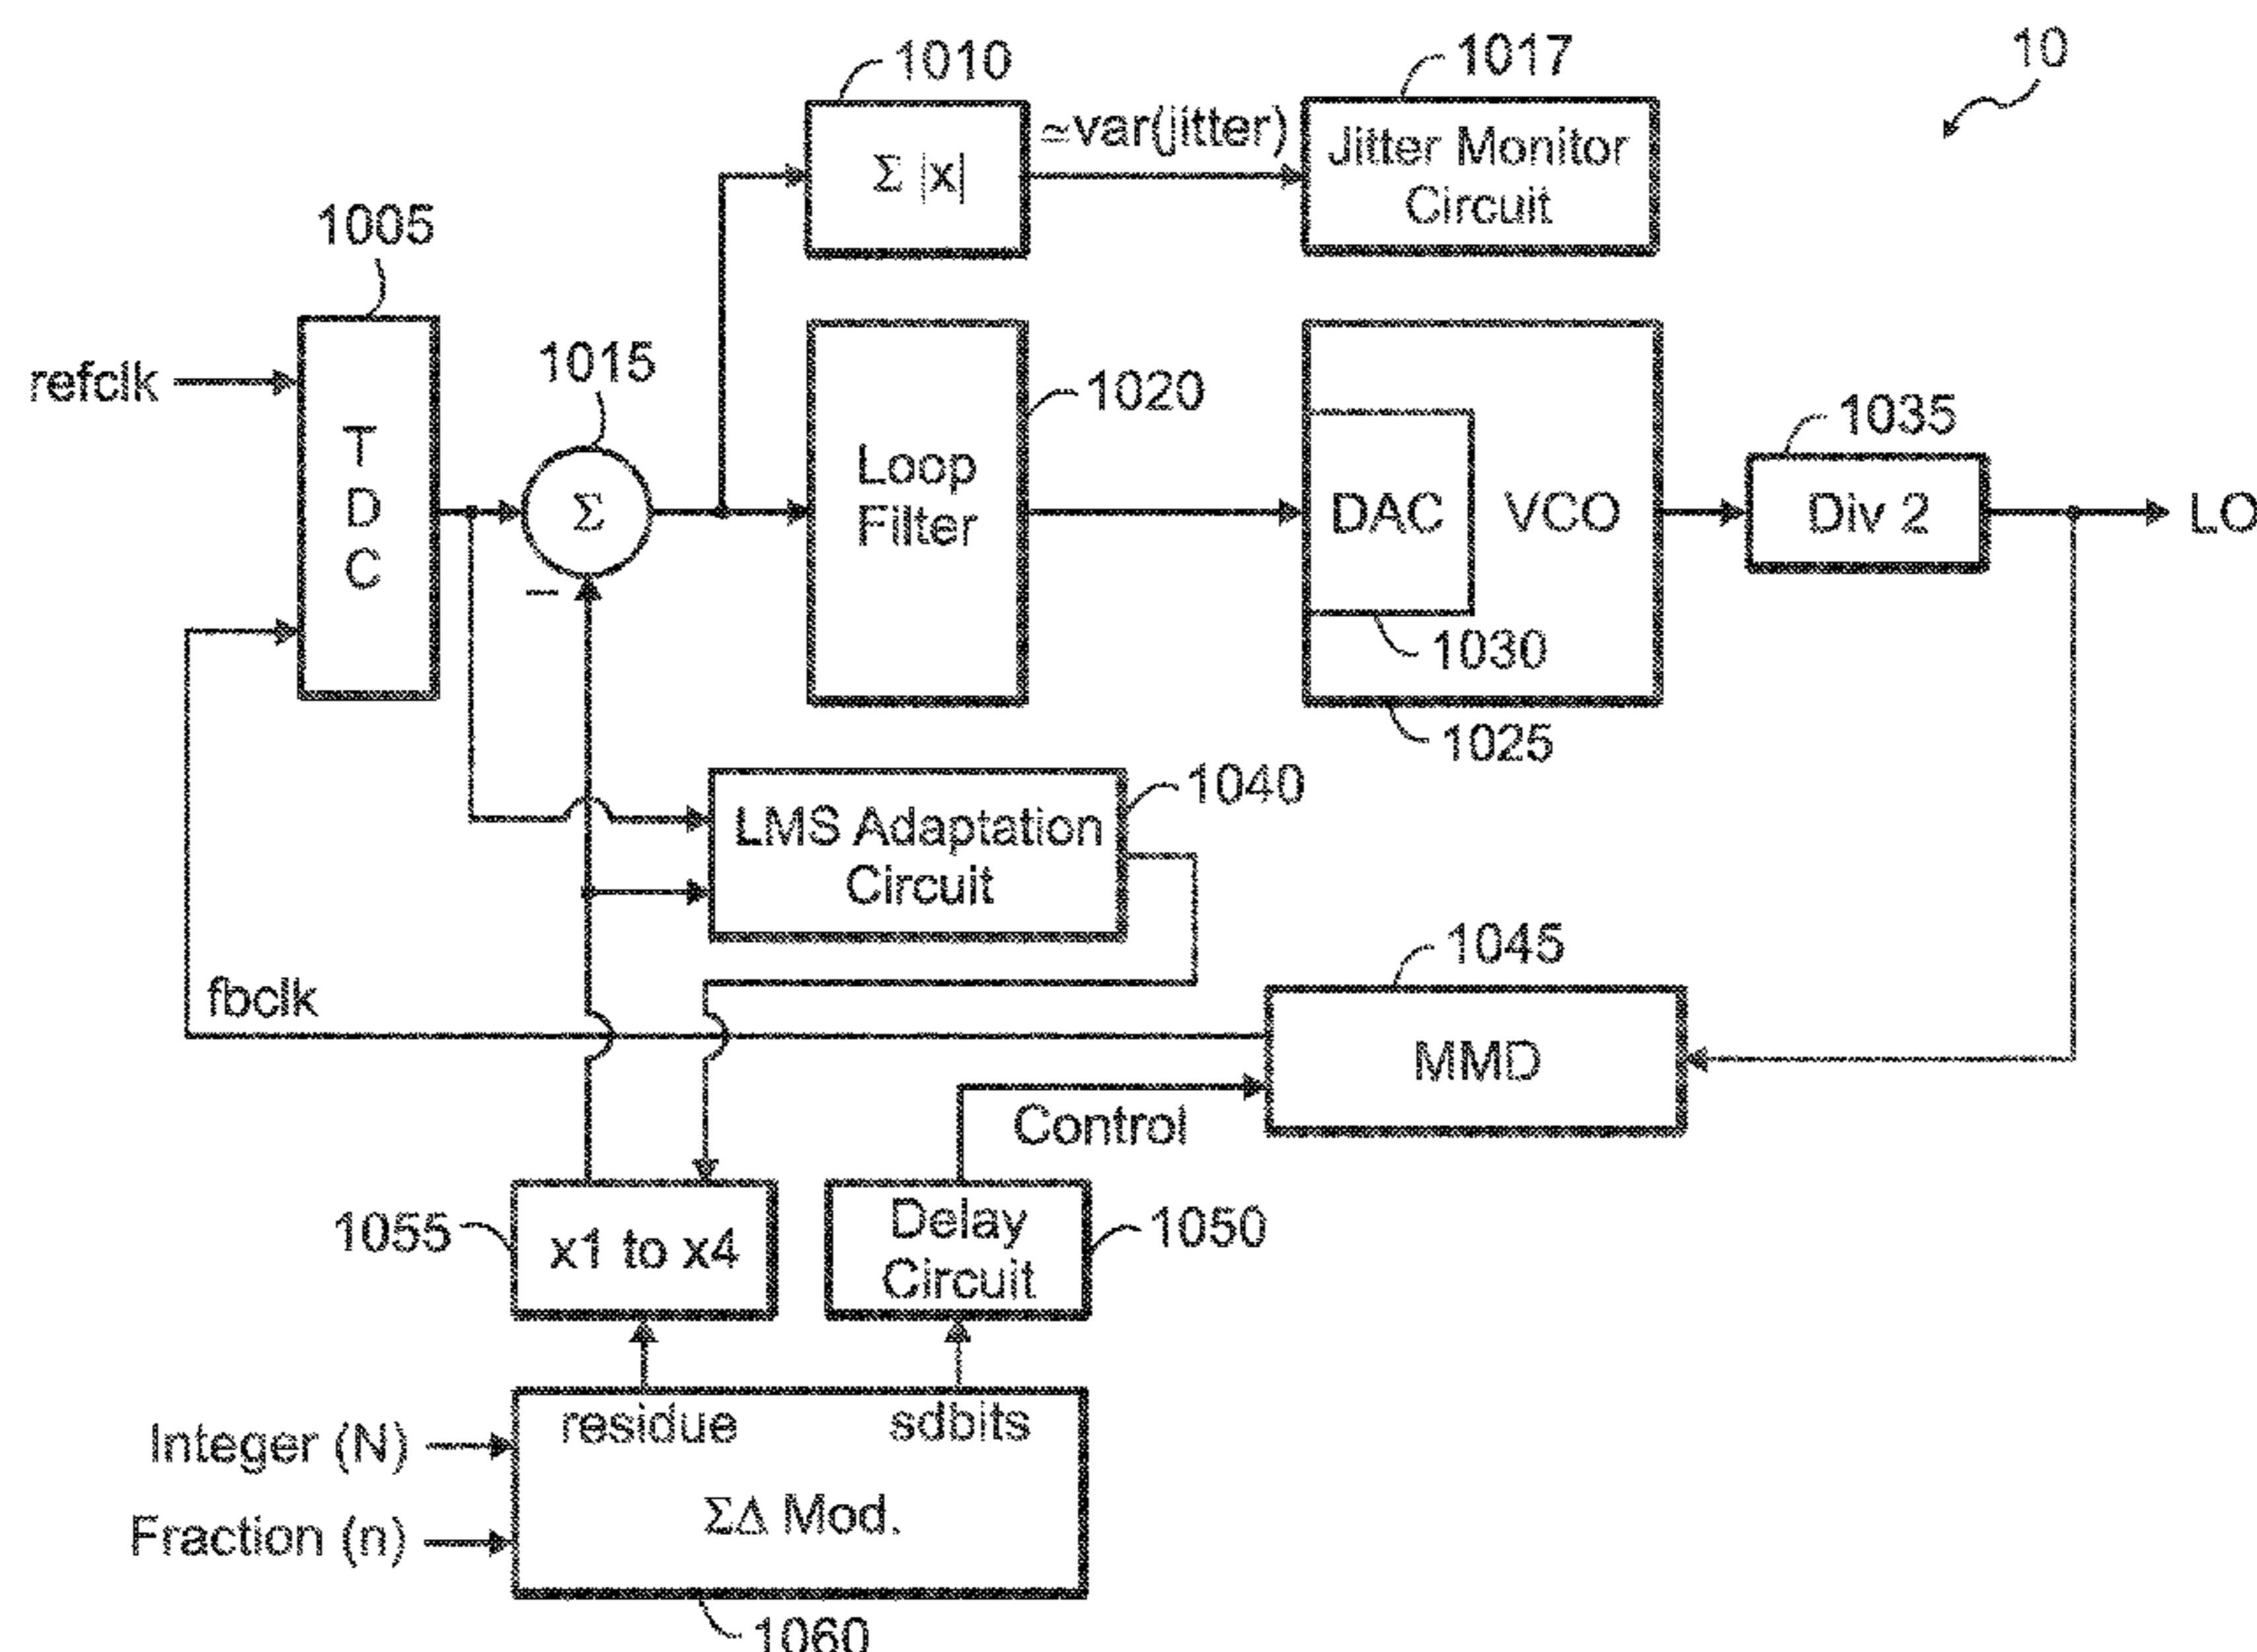 10
1010
1017
Σ |x|
≃var(jitter)
Jitter Monitor
Circuit
1005
refclk
T
D
C
1015
Σ
−
Loop
Filter
1020
DAC
VCO
1030
1025
1035
Div 2
LO
LMS Adaptation
Circuit
1040
fbclk
1045
MMD
Control
1055
x1 to x4
Delay
Circuit
1050
residue
sdbits
Integer (N)
Fraction (n)
ΣΔ Mod.
1060